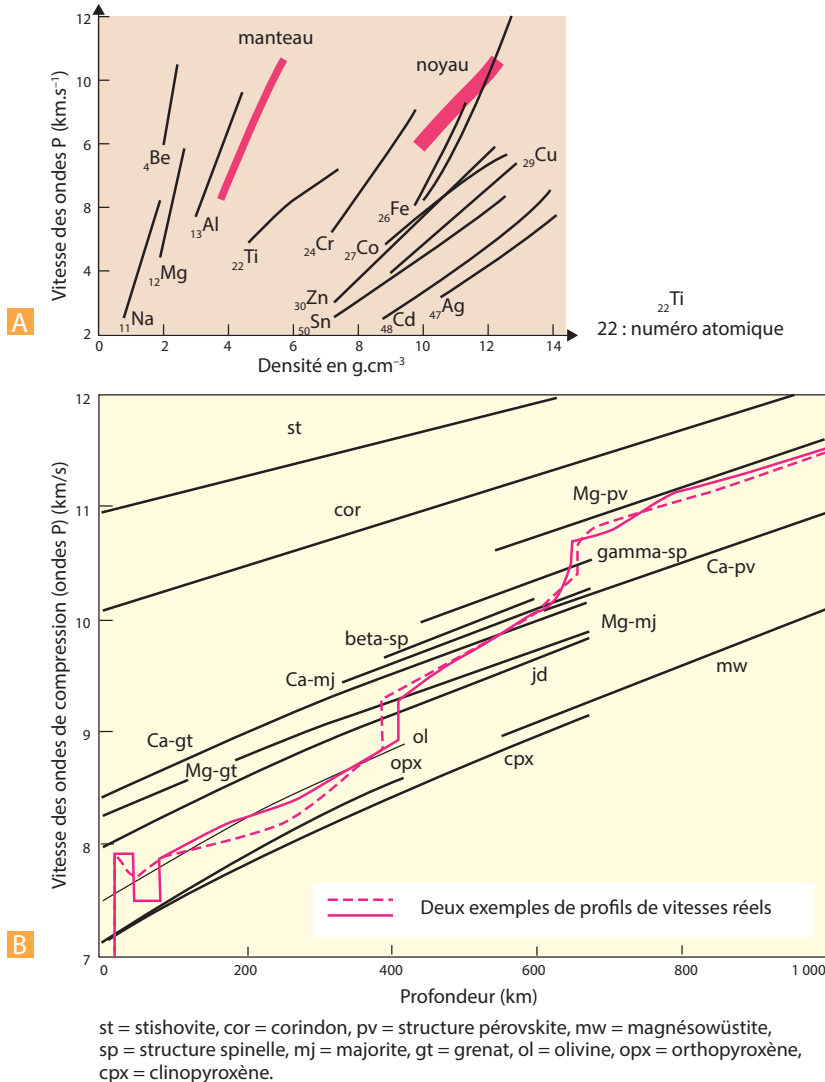 Vitesse des ondes P (km.s⁻¹)
12
10
6
8
4
2
manteau
noyau
₄Be
₁₂Mg
₁₁Na
₁₃Al
₂₂Ti
₂₄Cr
₂₆Fe
₂₇Co
₂₉Cu
₃₀Zn
₅₀Sn
₄₈Cd
₄₇Ag
A
0 2 4 6 8 10 12 14
Densité en g.cm⁻³
₂₂Ti
22 : numéro atomique
Vitesse des ondes de compression (ondes P) (km/s)
12
11
10
9
8
7
st
cor
Mg-pv
gamma-sp
Ca-pv
beta-sp
Mg-mj
Ca-mj
jd
mw
Ca-gt
ol
Mg-gt
opx
cpx
Deux exemples de profils de vitesses réels
B
0 200 400 600 800 1 000
Profondeur (km)
st = stishovite, cor = corindon, pv = structure pérovskite, mw = magnésowüstite,
sp = structure spinelle, mj = majorite, gt = grenat, ol = olivine, opx = orthopyroxène,
cpx = clinopyroxène.